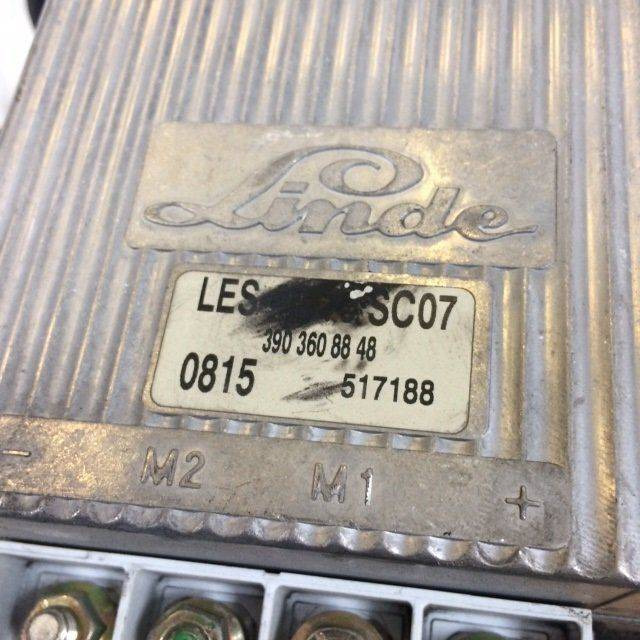 Linde
LES SC07
390 360 88 48
0815 517188
- M2 M1 +